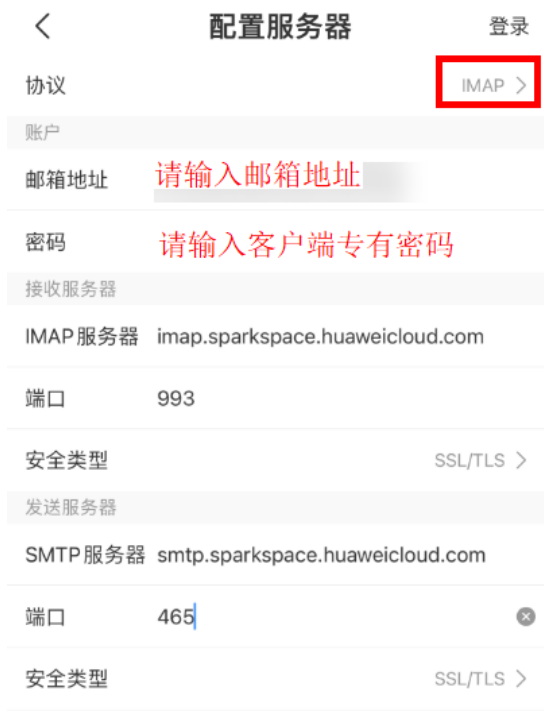 配置服务器 登录
协议 IMAP
账户
邮箱地址 请输入邮箱地址
密码 请输入客户端专有密码
接收服务器
IMAP服务器 imap.sparkspace.huaweicloud.com
端口 993
安全类型 SSL/TLS
发送服务器
SMTP服务器 smtp.sparkspace.huaweicloud.com
端口 465
安全类型 SSL/TLS